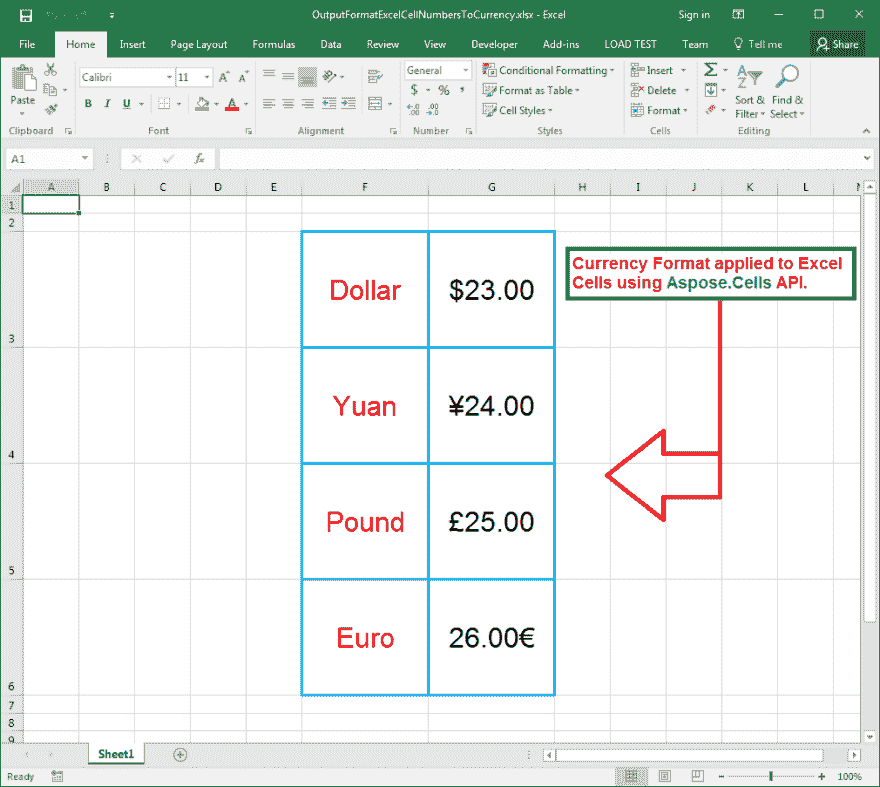 OutputFormatExcelCellNumbersToCurrency.xlsx - Excel
Sign in
File Home Insert Page Layout Formulas Data Review View Developer Add-ins LOAD TEST Team Tell me Share
Paste
Calibri 11
B I U A
General
$ % ,
Conditional Formatting
Format as Table
Cell Styles
Insert
Delete
Format
Sort & Filter
Find & Select
Clipboard Font Alignment Number Styles Cells Editing
A1 fx
A B C D E F G H I J K L M
1
2
3
4
5
6
7
8
9
Dollar $23.00
Yuan ¥24.00
Pound £25.00
Euro 26.00€
Currency Format applied to Excel
Cells using Aspose.Cells API.
Sheet1
Ready
100%